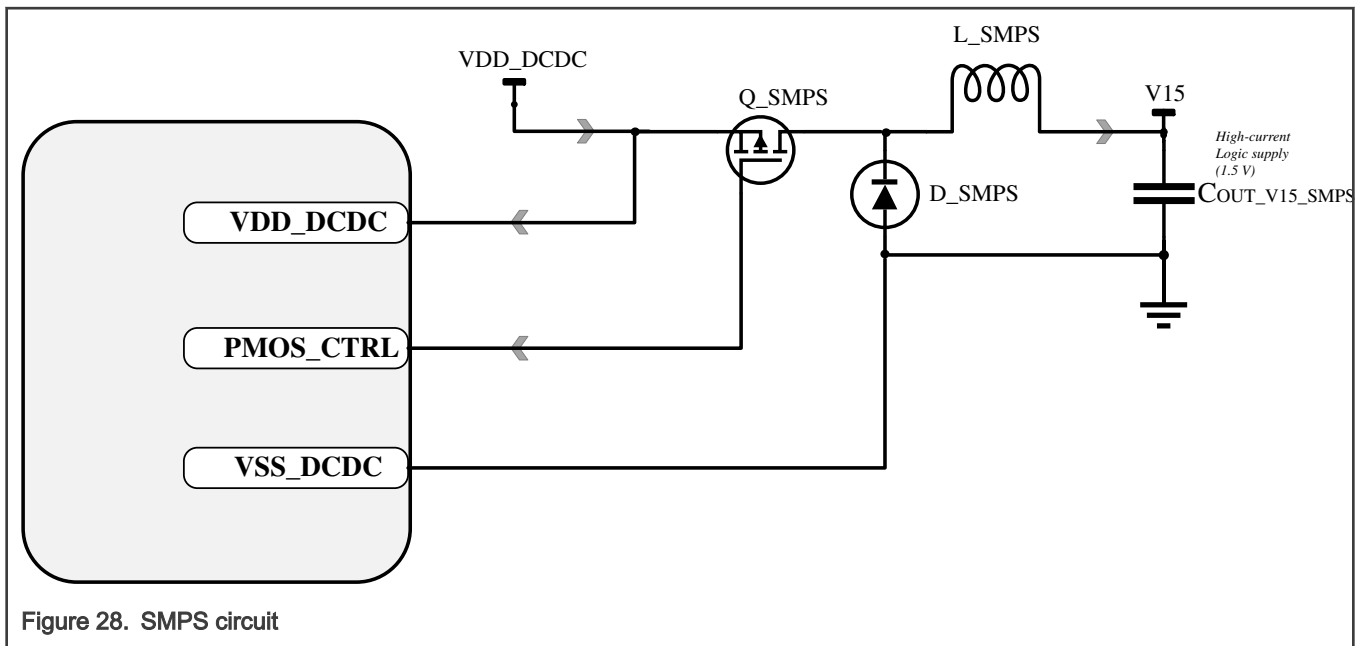 L_SMPS
VDD_DCDC
V15
Q_SMPS
High-current
Logic supply
(1.5 V)
D_SMPS
COUT_V15_SMPS
VDD_DCDC
PMOS_CTRL
VSS_DCDC
Figure 28. SMPS circuit